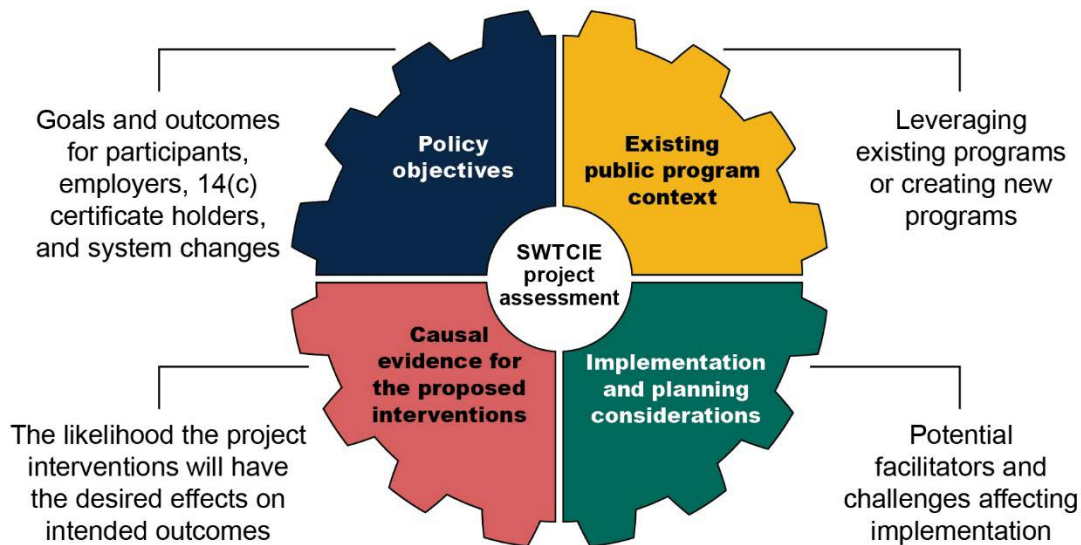 Goals and outcomes
for participants,
employers, 14(c)
certificate holders,
and system changes
Policy
objectives
Existing
public program
context
Leveraging
existing programs
or creating new
programs
SWTCIE
project
assessment
The likelihood the project
interventions will have
the desired effects on
intended outcomes
Causal
evidence for
the proposed
interventions
Implementation
and planning
considerations
Potential
facilitators and
challenges affecting
implementation